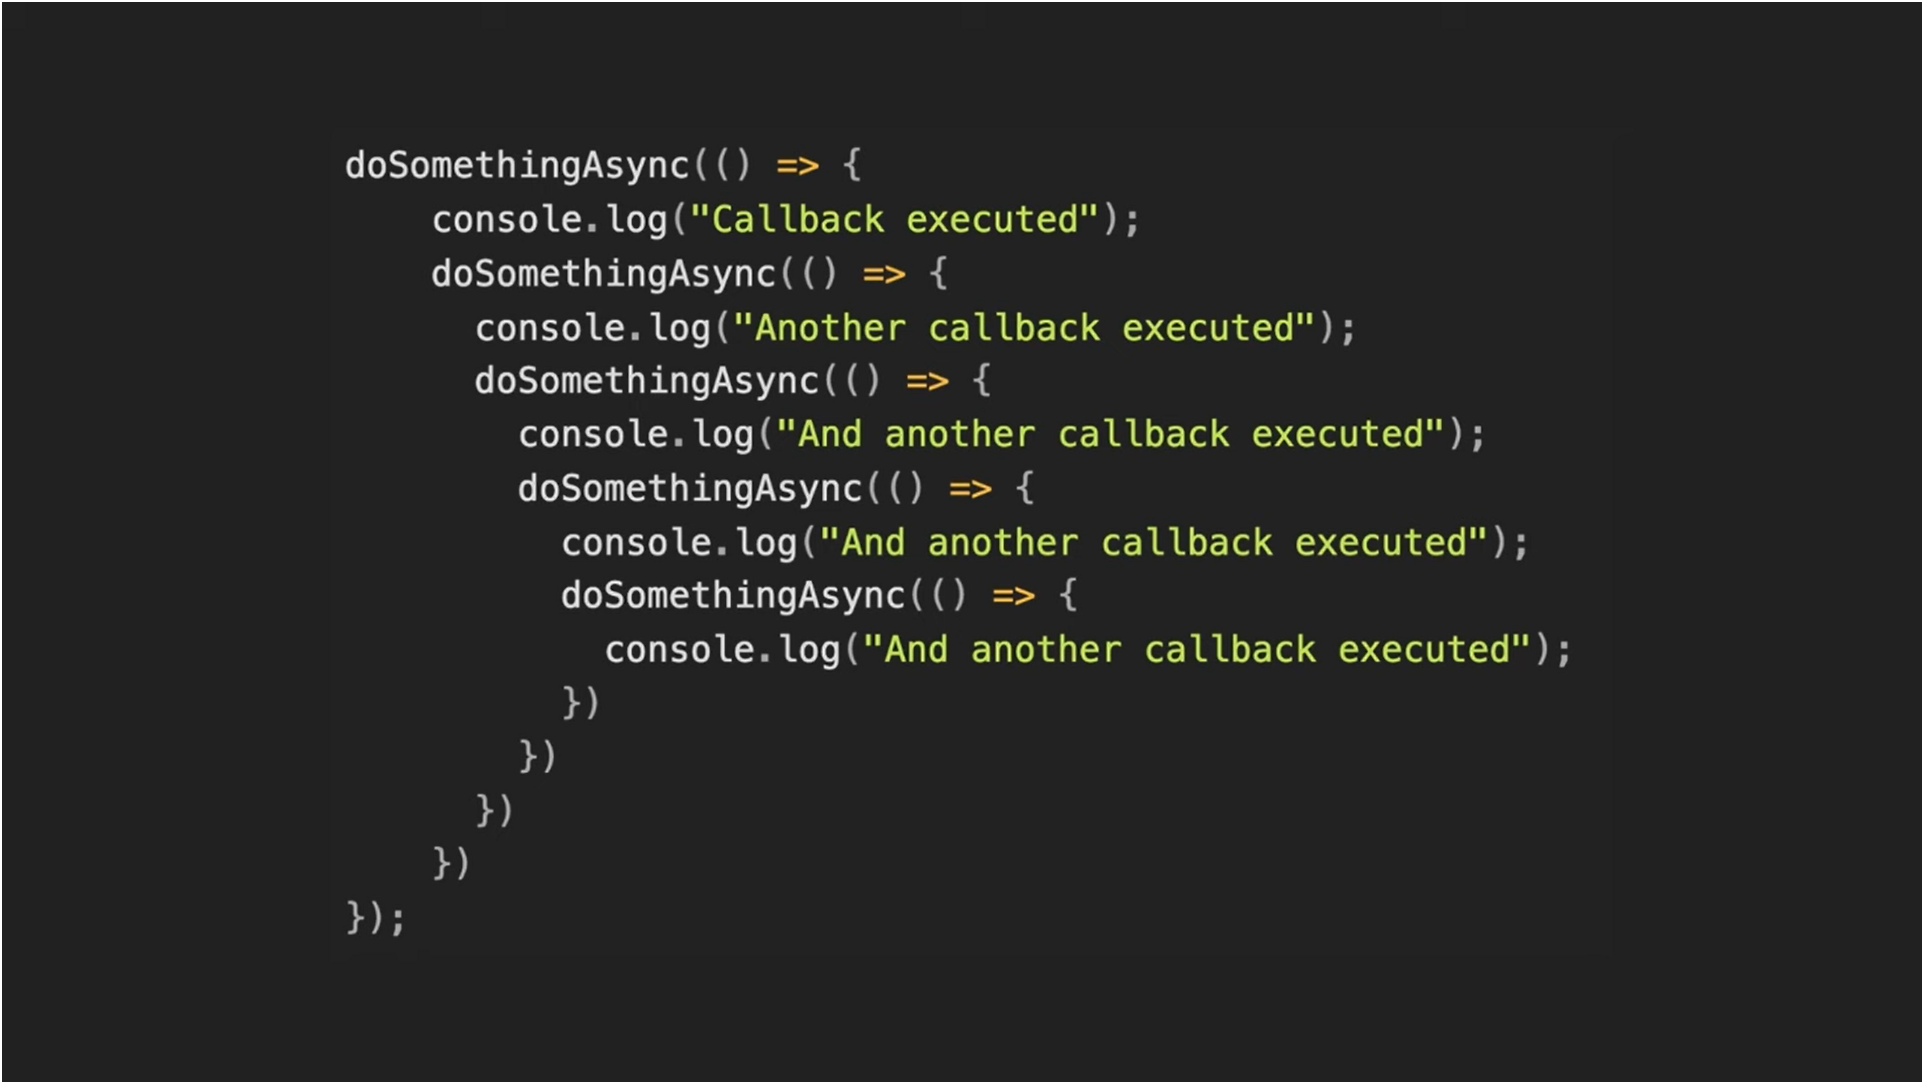 doSomethingAsync(() => {
    console.log("Callback executed");
    doSomethingAsync(() => {
      console.log("Another callback executed");
      doSomethingAsync(() => {
        console.log("And another callback executed");
        doSomethingAsync(() => {
          console.log("And another callback executed");
          doSomethingAsync(() => {
            console.log("And another callback executed");
          })
        })
      })
    })
});